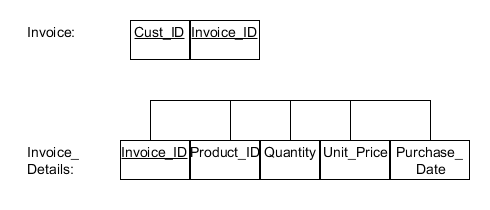 Invoice: Cust_ID Invoice_ID
Invoice_ Invoice_ID Product_ID Quantity Unit_Price Purchase_
Details: Date